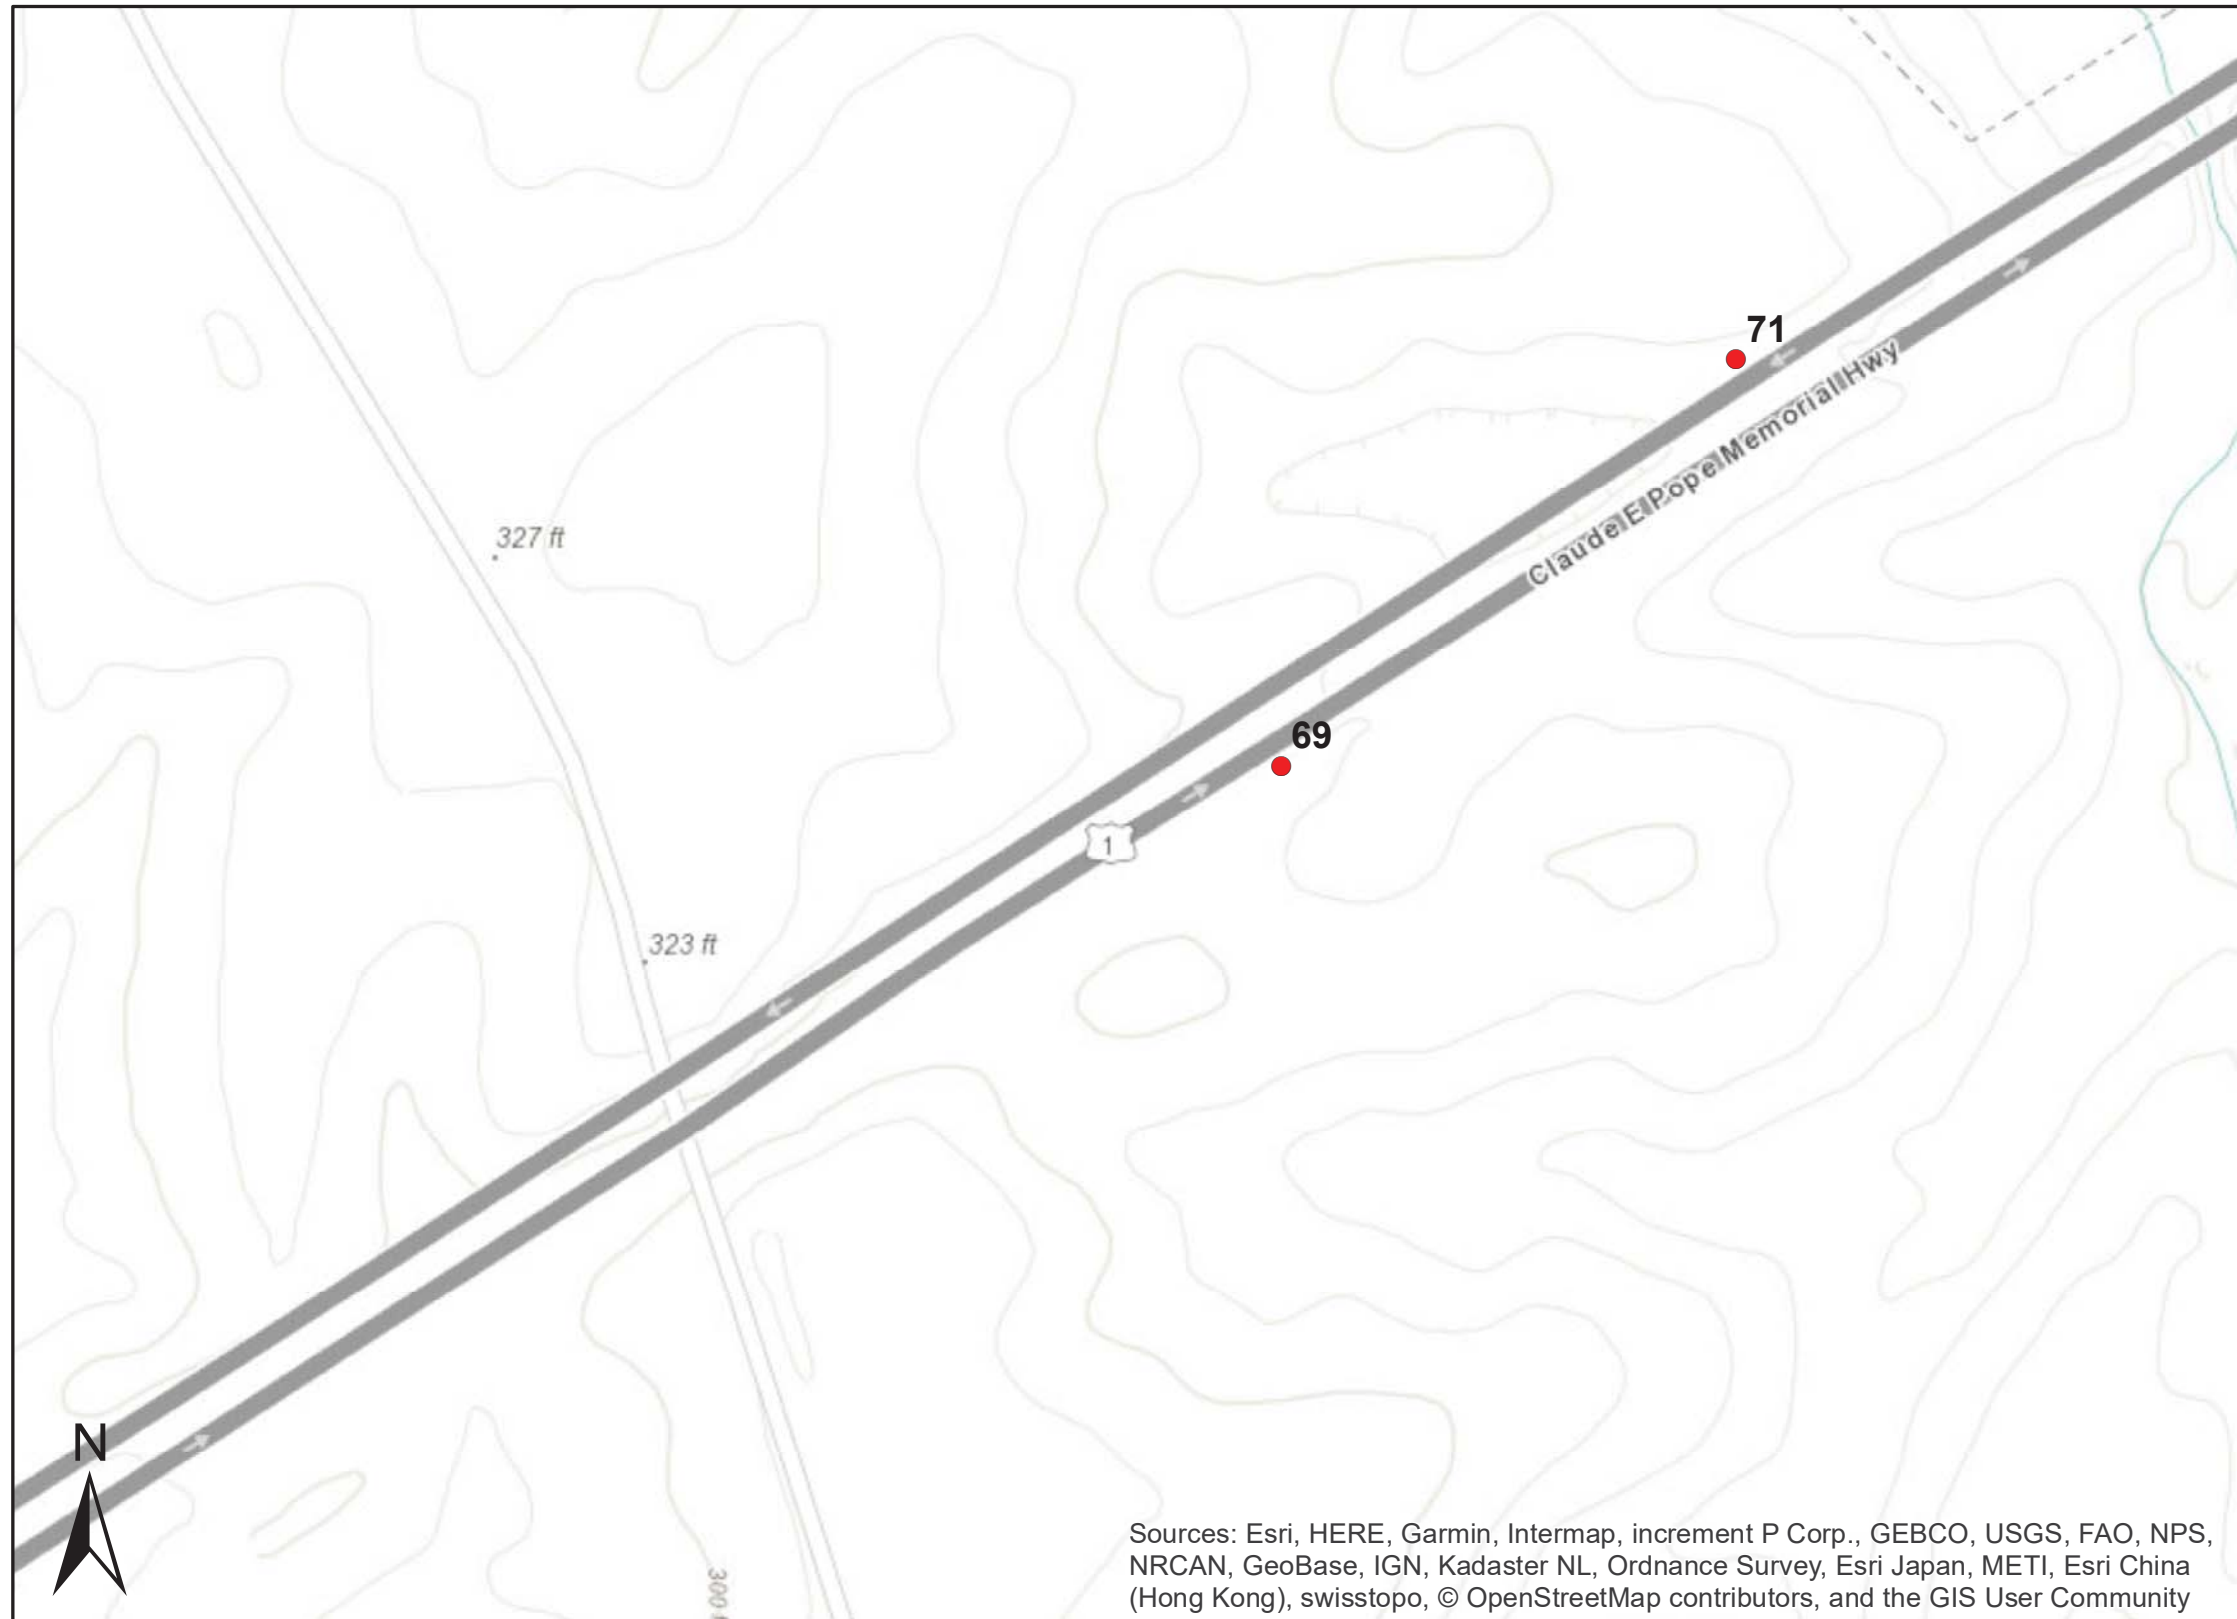 71
Claude E Pope Memorial Hwy
327 ft
69
1
323 ft
N
Sources: Esri, HERE, Garmin, Intermap, increment P Corp., GEBCO, USGS, FAO, NPS,
NRCAN, GeoBase, IGN, Kadaster NL, Ordnance Survey, Esri Japan, METI, Esri China
300
(Hong Kong), swisstopo, © OpenStreetMap contributors, and the GIS User Community